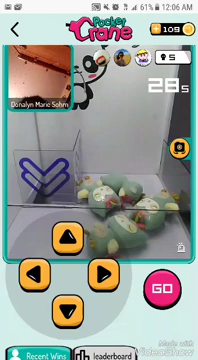 61% 12:06 AM
Pocket
Crane
109
Donalyn Marie Sohm
5
28s
GO
Made with
VideoShow
Recent Wins
leaderboard